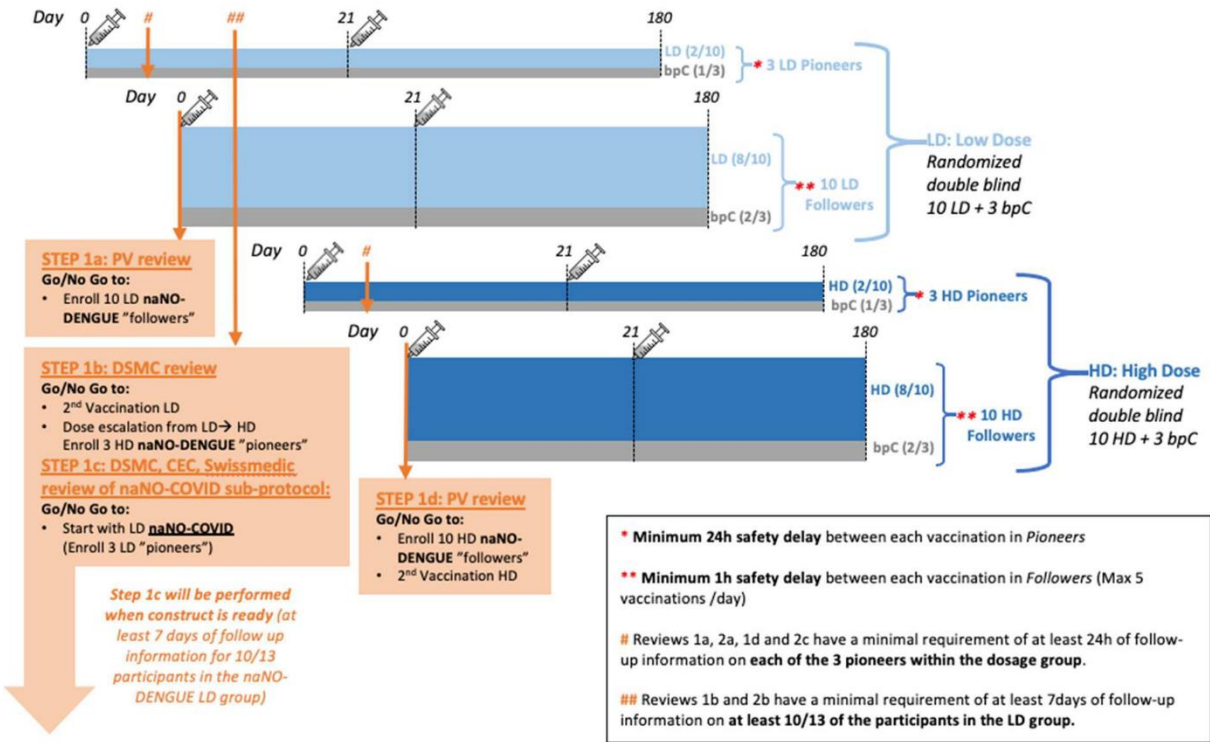 Day
0
#
##
21
180
LD (2/10)
bpC (1/3)
* 3 LD Pioneers
Day
0
21
180
LD (8/10)
bpC (2/3)
** 10 LD
Followers
LD: Low Dose
Randomized
double blind
10 LD + 3 bpC
Day
0
#
21
180
HD (2/10)
bpC (1/3)
* 3 HD Pioneers
Day
0
21
180
HD (8/10)
bpC (2/3)
** 10 HD
Followers
HD: High Dose
Randomized
double blind
10 HD + 3 bpC
STEP 1a: PV review
Go/No Go to:
• Enroll 10 LD naNO-
DENGUE "followers"
STEP 1b: DSMC review
Go/No Go to:
• 2nd Vaccination LD
• Dose escalation from LD→ HD
Enroll 3 HD naNO-DENGUE "pioneers"
STEP 1c: DSMC, CEC, Swissmedic
review of naNO-COVID sub-protocol:
Go/No Go to:
• Start with LD naNO-COVID
(Enroll 3 LD "pioneers")
Step 1c will be performed
when construct is ready (at
least 7 days of follow up
information for 10/13
participants in the naNO-
DENGUE LD group)
STEP 1d: PV review
Go/No Go to:
• Enroll 10 HD naNO-
DENGUE "followers"
• 2nd Vaccination HD
* Minimum 24h safety delay between each vaccination in Pioneers
** Minimum 1h safety delay between each vaccination in Followers (Max 5
vaccinations /day)
# Reviews 1a, 2a, 1d and 2c have a minimal requirement of at least 24h of follow-
up information on each of the 3 pioneers within the dosage group.
## Reviews 1b and 2b have a minimal requirement of at least 7days of follow-up
information on at least 10/13 of the participants in the LD group.